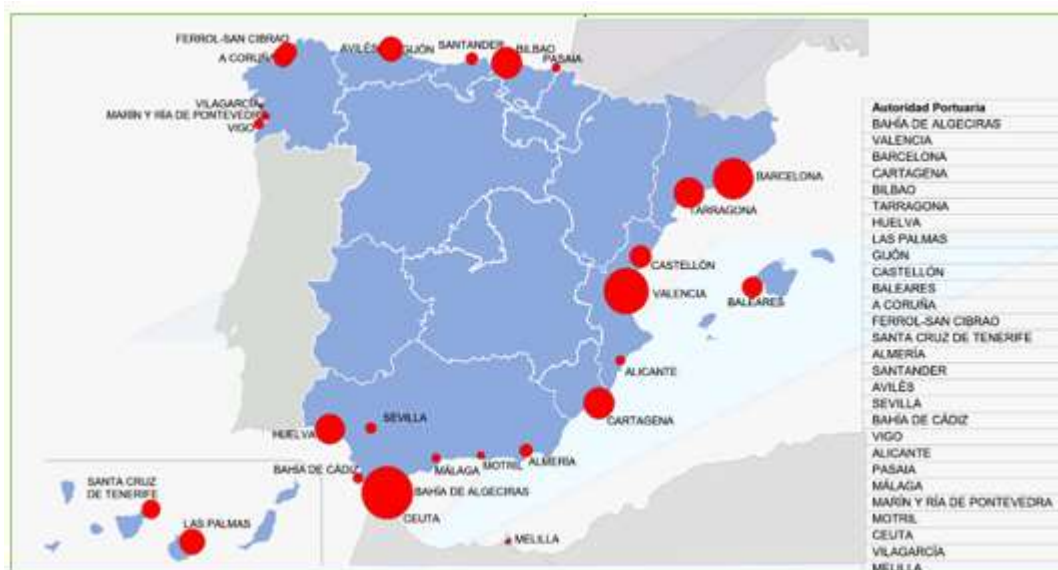 FERROL-SAN CIBRAO
A CORUÑA
AVILÉS
GIJÓN
SANTANDER
BILBAO
PASAIA
VILAGARCÍA
MARÍN Y RÍA DE PONTEVEDRA
VIGO
BARCELONA
TARRAGONA
CASTELLÓN
VALENCIA
BALEARES
ALICANTE
CARTAGENA
SEVILLA
HUELVA
ALMERÍA
MOTRIL
MÁLAGA
BAHÍA DE CÁDIZ
BAHÍA DE ALGECIRAS
CEUTA
MELILLA
SANTA CRUZ
DE TENERIFE
LAS PALMAS
Autoridad Portuaria
BAHÍA DE ALGECIRAS
VALENCIA
BARCELONA
CARTAGENA
BILBAO
TARRAGONA
HUELVA
LAS PALMAS
GIJÓN
CASTELLÓN
BALEARES
A CORUÑA
FERROL-SAN CIBRAO
SANTA CRUZ DE TENERIFE
ALMERÍA
SANTANDER
AVILÉS
SEVILLA
BAHÍA DE CÁDIZ
VIGO
ALICANTE
PASAIA
MÁLAGA
MARÍN Y RÍA DE PONTEVEDRA
MOTRIL
CEUTA
VILAGARCÍA
MELILLA